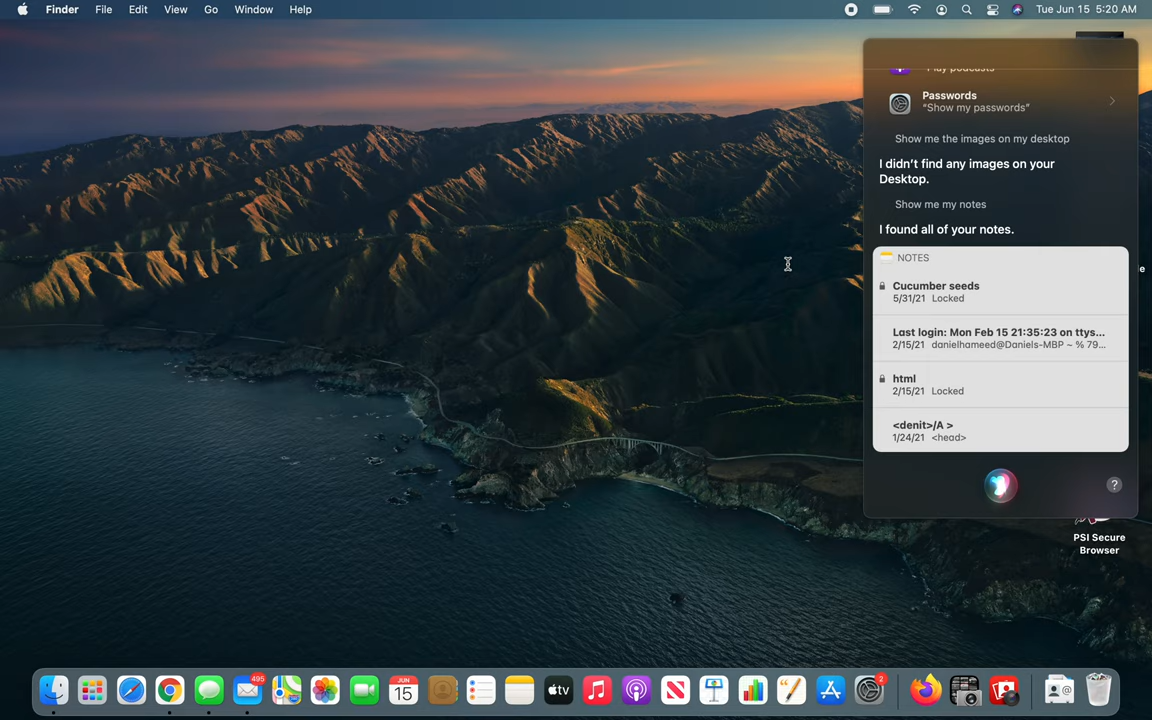 Finder File Edit View Go Window Help
Tue Jun 15 5:20 AM
Passwords
“Show my passwords”
Show me the images on my desktop
I didn’t find any images on your
Desktop.
Show me my notes
I found all of your notes.
NOTES
Cucumber seeds
5/31/21 Locked
Last login: Mon Feb 15 21:35:23 on ttys...
2/15/21 danielhameed@Daniels-MBP ~ % 79...
html
2/15/21 Locked
<denit>/A >
1/24/21 <head>
?
PSI Secure
Browser
495
JUN
15
tv
2